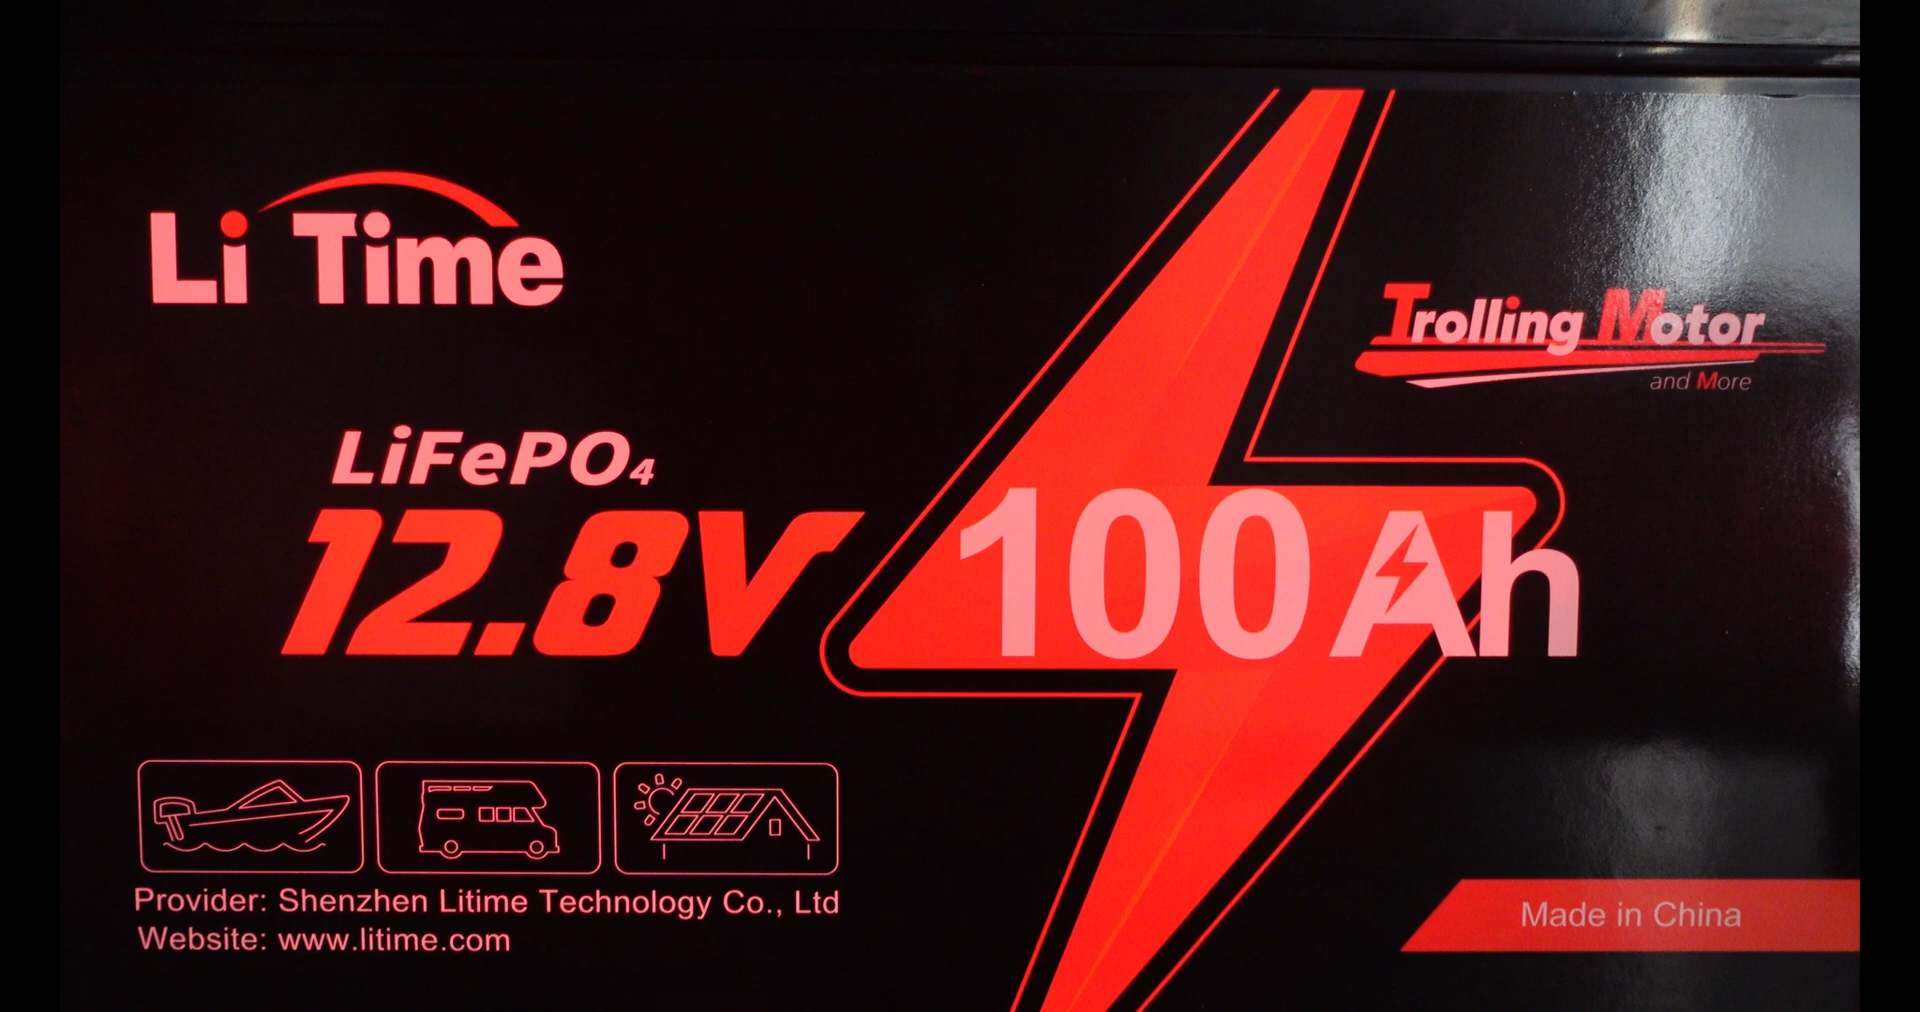 Li Time
Trolling Motor
and More
LiFePO₄
12.8V
100Ah
Provider: Shenzhen Litime Technology Co., Ltd
Website: www.litime.com
Made in China